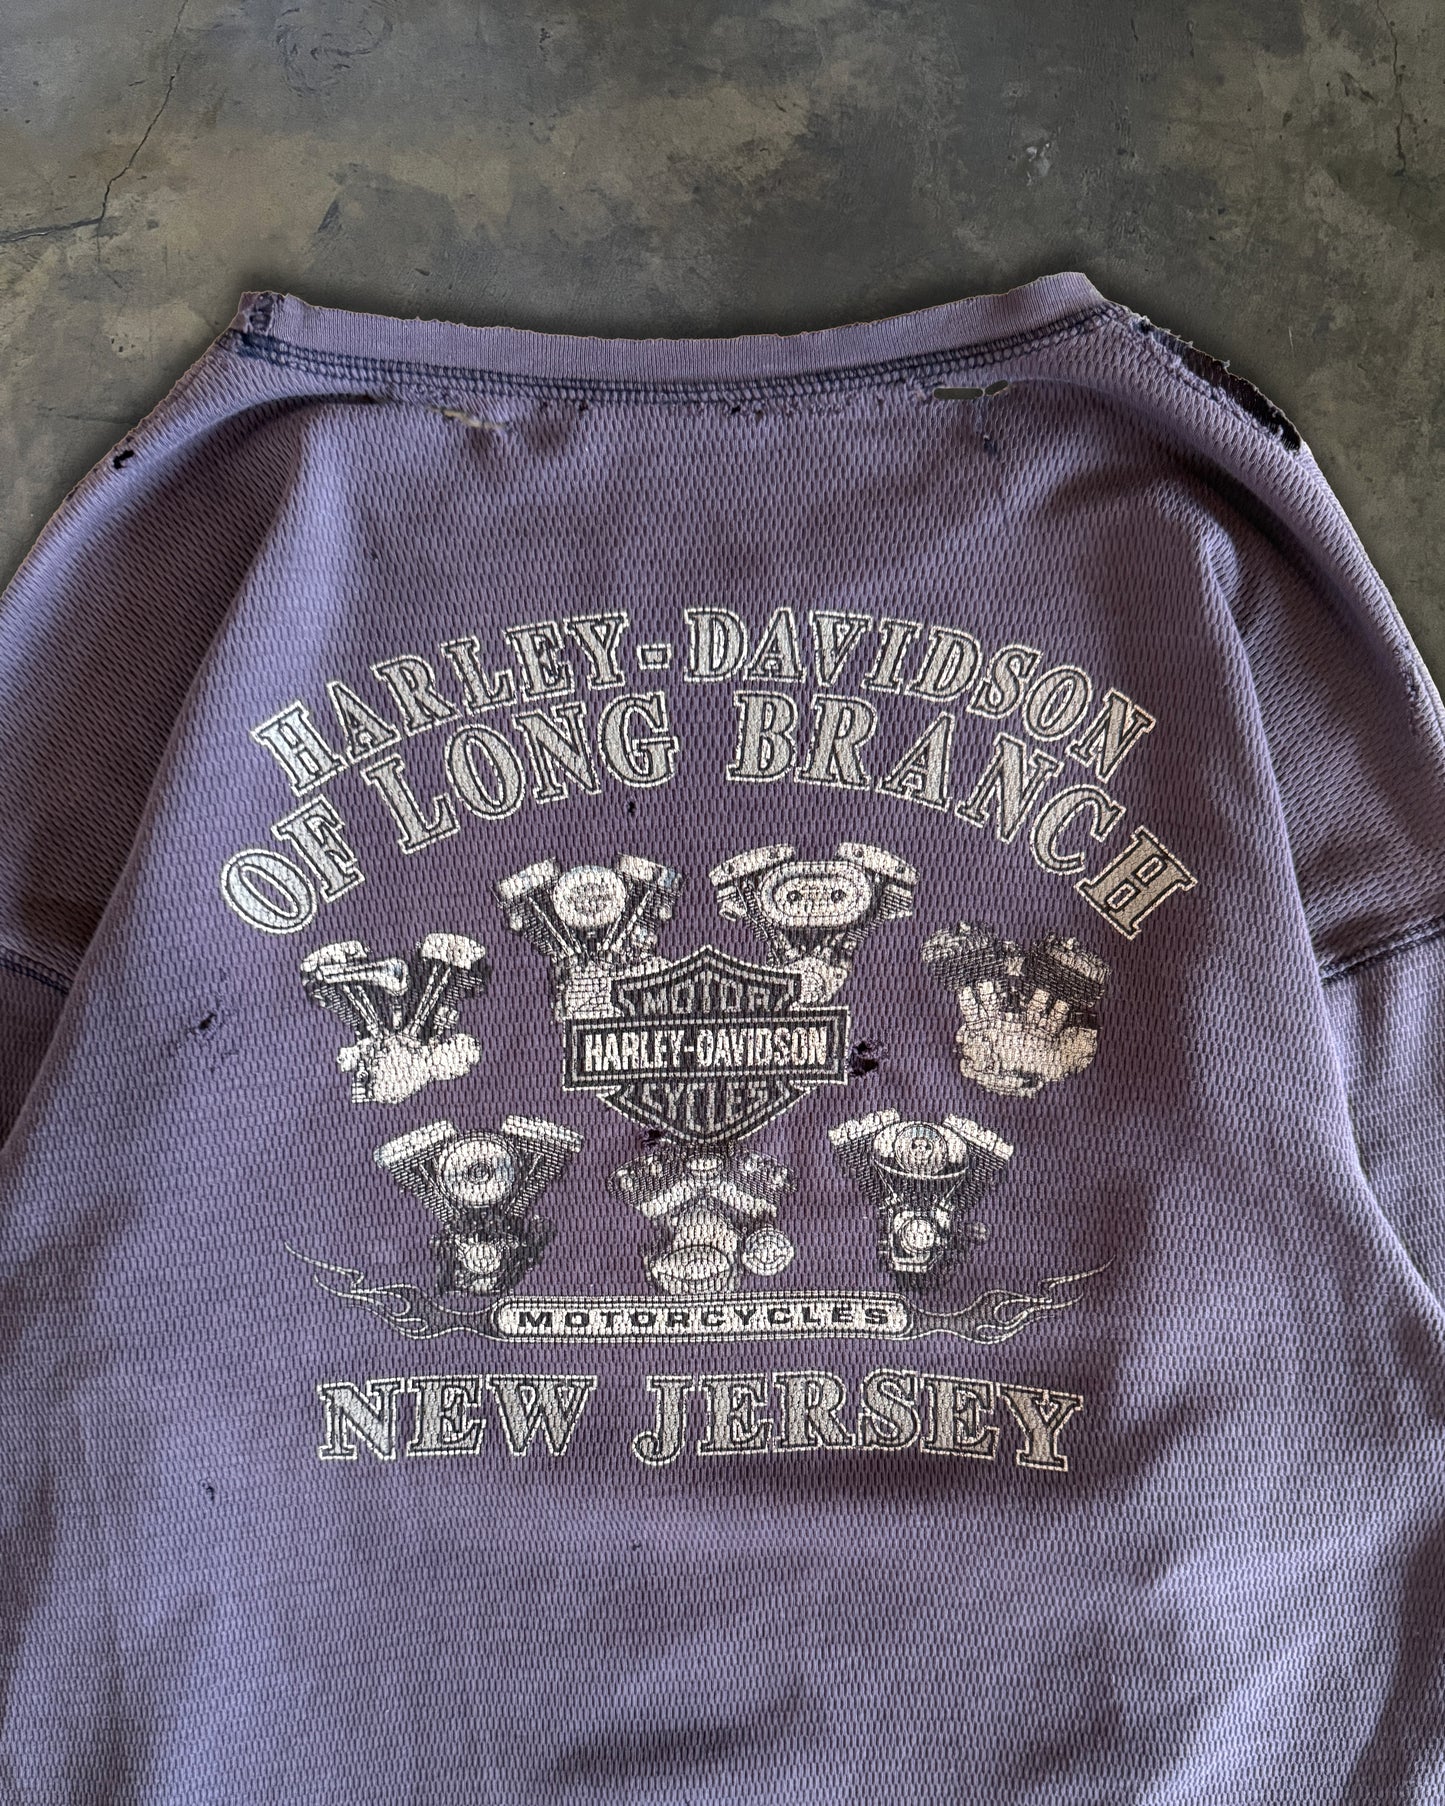 HARLEY-DAVIDSON
OF LONG BRANCH
MOTOR
HARLEY-DAVIDSON
CYCLES
MOTORCYCLES
NEW JERSEY